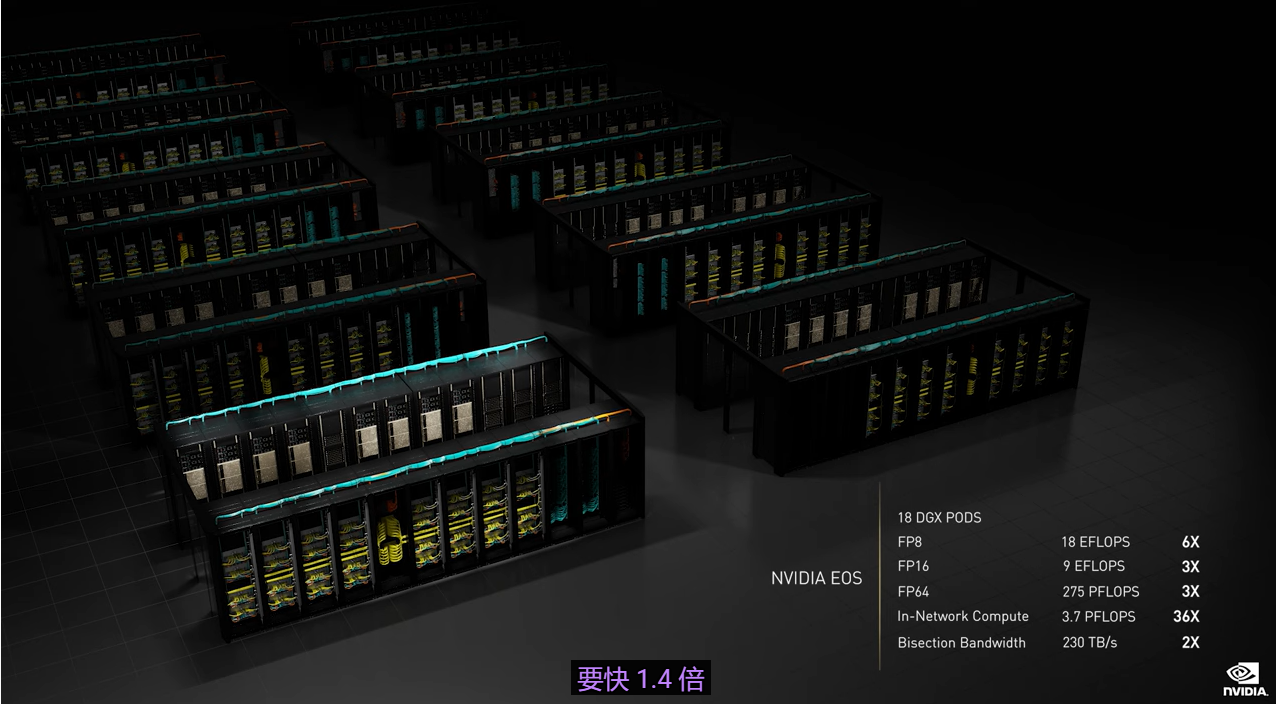 18 DGX PODS
NVIDIA EOS
FP8 18 EFLOPS 6X
FP16 9 EFLOPS 3X
FP64 275 PFLOPS 3X
In-Network Compute 3.7 PFLOPS 36X
Bisection Bandwidth 230 TB/s 2X
要快 1.4 倍
NVIDIA.